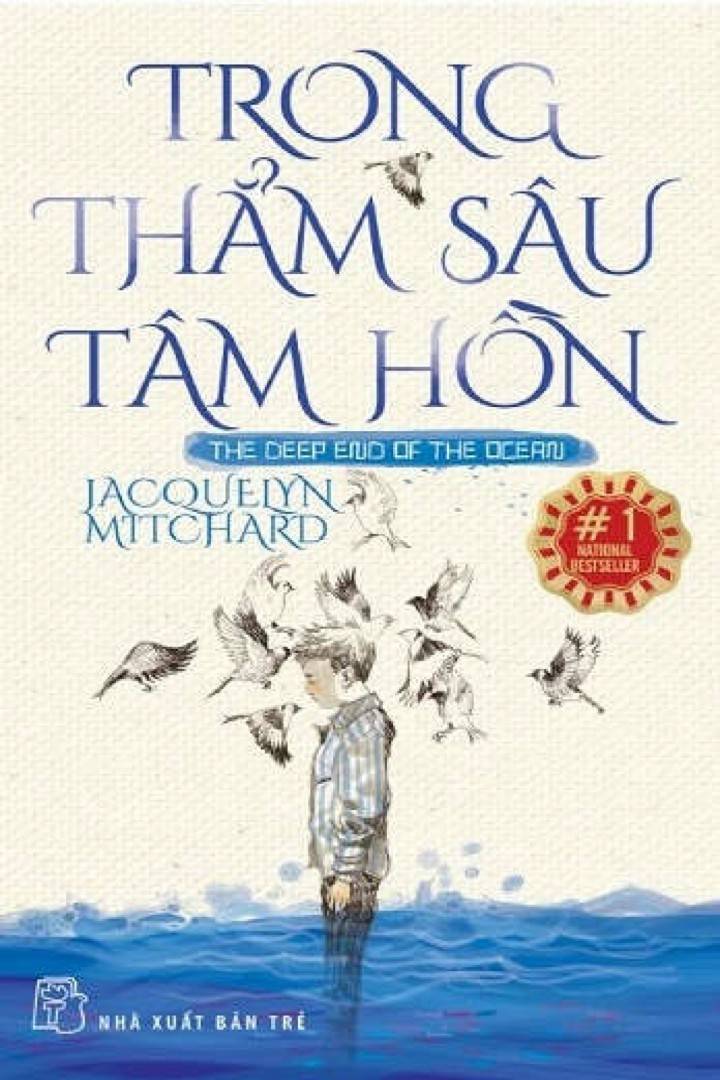 TRONG
THẲM SÂU
TÂM HỒN
THE DEEP END OF THE OCEAN
JACQUELYN
MITCHARD
# 1
NATIONAL
BESTSELLER
NHÀ XUẤT BẢN TRẺ